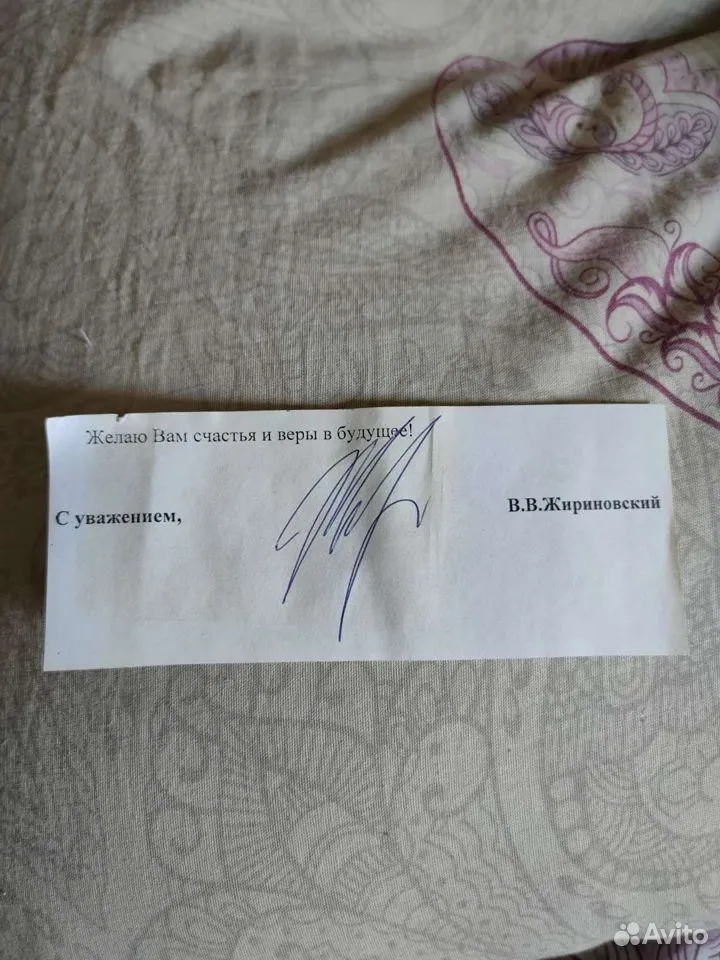 Желаю Вам счастья и веры в будущее!
С уважением,
В.В.Жириновский
Avito